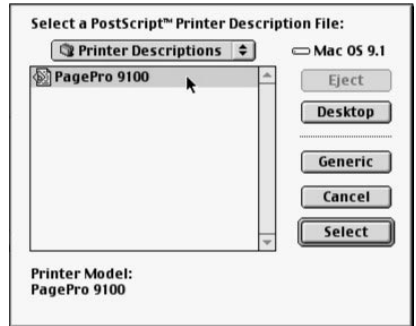 Select a PostScript™ Printer Description File:
Printer Descriptions
Mac OS 9.1
PagePro 9100
Eject
Desktop
Generic
Cancel
Select
Printer Model:
PagePro 9100